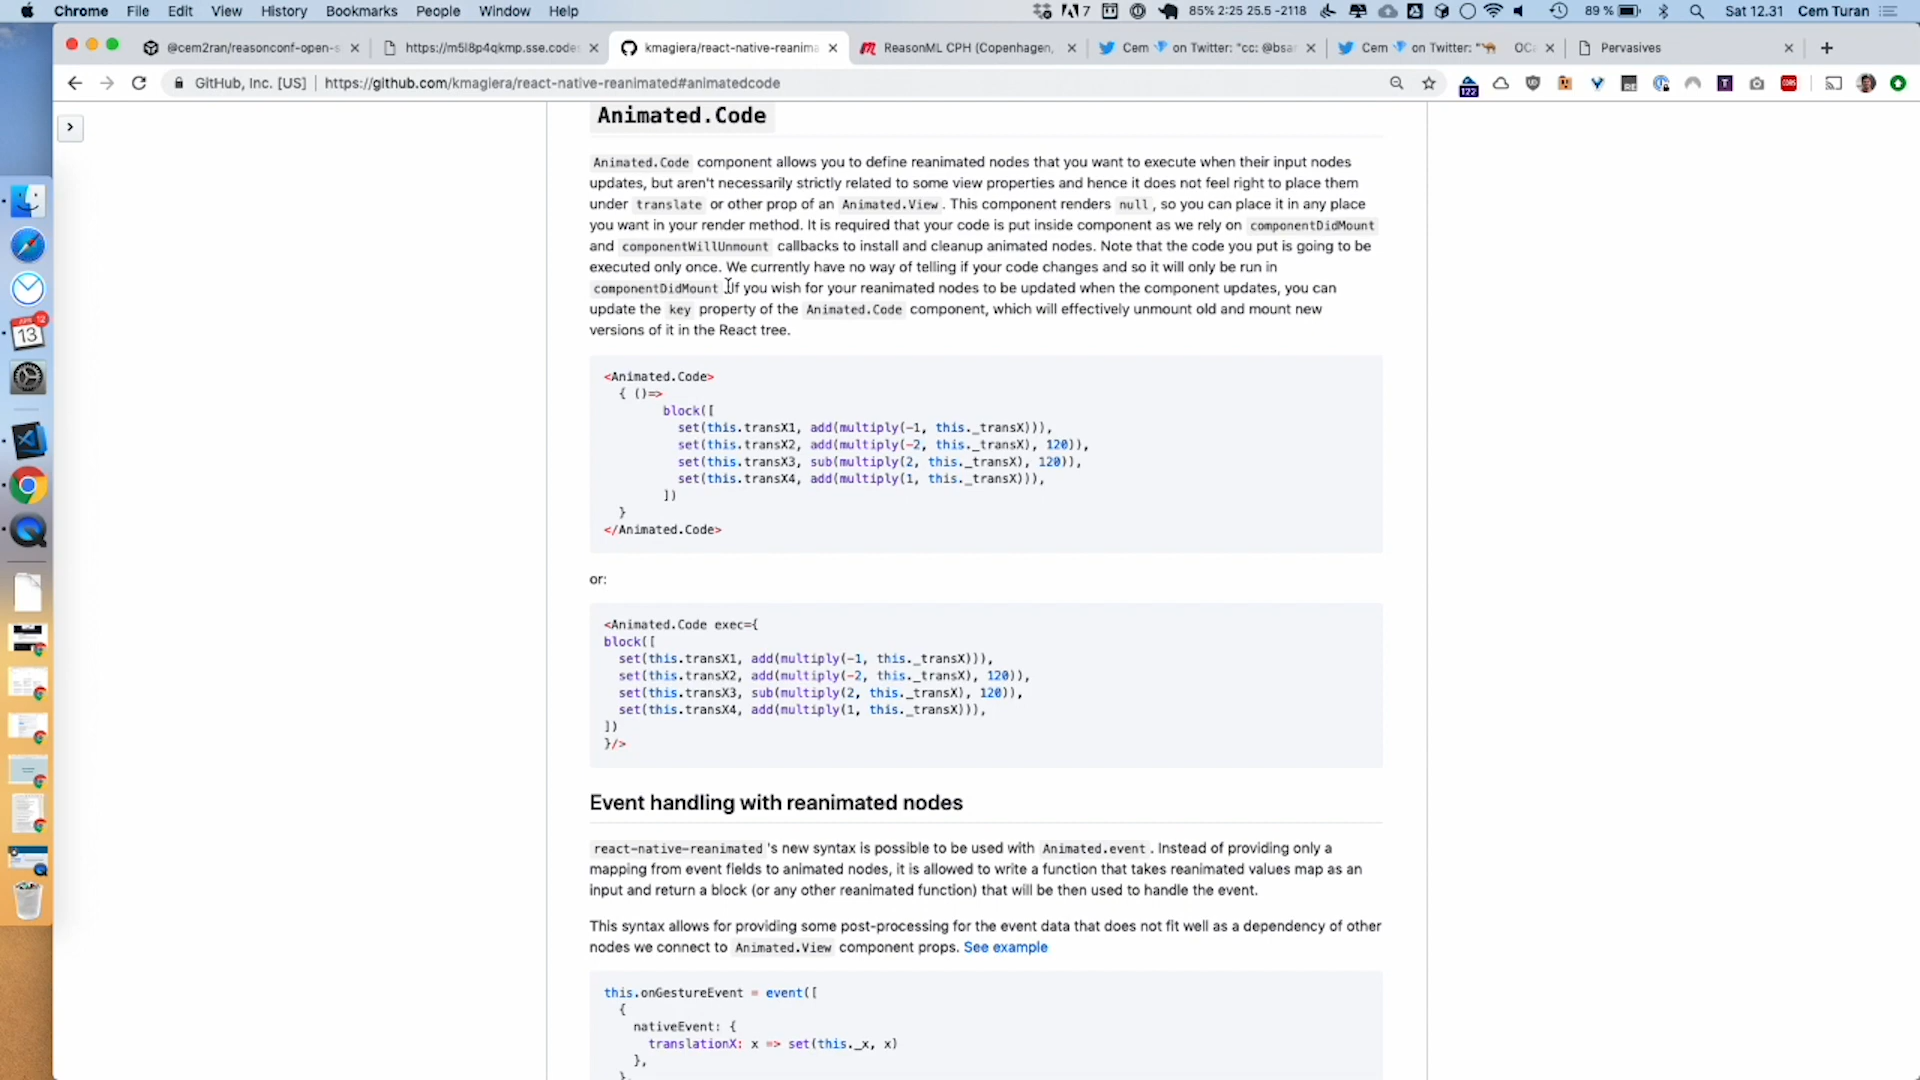 Chrome File Edit View History Bookmarks People Window Help
7 85% 2:25 25.5 -2118 89 % Sat 12.31 Cem Turan
@cem2ran/reasonconf-open-s
https://m5l8p4qkmp.sse.codes
kmagiera/react-native-reanima
ReasonML CPH (Copenhagen,
Cem on Twitter: "cc: @bsan
Cem on Twitter: "🐪 OCa
Pervasives
GitHub, Inc. [US] https://github.com/kmagiera/react-native-reanimated#animatedcode
122
CORS
Animated.Code
Animated.Code component allows you to define reanimated nodes that you want to execute when their input nodes
updates, but aren't necessarily strictly related to some view properties and hence it does not feel right to place them
under translate or other prop of an Animated.View. This component renders null, so you can place it in any place
you want in your render method. It is required that your code is put inside component as we rely on componentDidMount
and componentWillUnmount callbacks to install and cleanup animated nodes. Note that the code you put is going to be
executed only once. We currently have no way of telling if your code changes and so it will only be run in
componentDidMount If you wish for your reanimated nodes to be updated when the component updates, you can
update the key property of the Animated.Code component, which will effectively unmount old and mount new
versions of it in the React tree.
<Animated.Code>
{ ()=>
block([
set(this.transX1, add(multiply(-1, this._transX))),
set(this.transX2, add(multiply(-2, this._transX), 120)),
set(this.transX3, sub(multiply(2, this._transX), 120)),
set(this.transX4, add(multiply(1, this._transX))),
])
}
</Animated.Code>
or:
<Animated.Code exec={
block([
set(this.transX1, add(multiply(-1, this._transX))),
set(this.transX2, add(multiply(-2, this._transX), 120)),
set(this.transX3, sub(multiply(2, this._transX), 120)),
set(this.transX4, add(multiply(1, this._transX))),
])
}/>
Event handling with reanimated nodes
react-native-reanimated 's new syntax is possible to be used with Animated.event. Instead of providing only a
mapping from event fields to animated nodes, it is allowed to write a function that takes reanimated values map as an
input and return a block (or any other reanimated function) that will be then used to handle the event.
This syntax allows for providing some post-processing for the event data that does not fit well as a dependency of other
nodes we connect to Animated.View component props. See example
this.onGestureEvent = event([
{
nativeEvent: {
translationX: x => set(this._x, x)
},
},